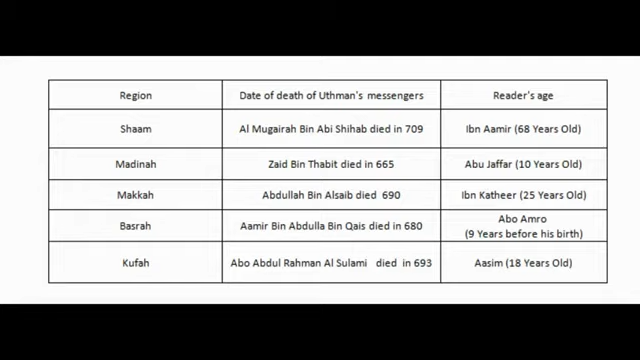 Region Date of death of Uthman's messengers Reader's age
Shaam Al Mugairah Bin Abi Shihab died in 709 Ibn Aamir (68 Years Old)
Madinah Zaid Bin Thabit died in 665 Abu Jaffar (10 Years Old)
Makkah Abdullah Bin Alsaib died 690 Ibn Katheer (25 Years Old)
Basrah Aamir Bin Abdulla Bin Qais died in 680 Abo Amro
(9 Years before his birth)
Kufah Abo Abdul Rahman Al Sulami died in 693 Aasim (18 Years Old)